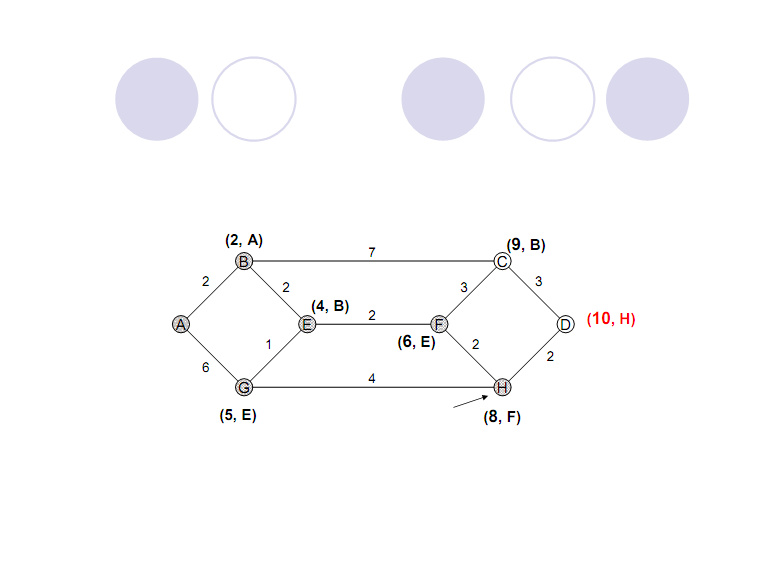 (2, A)
(9, B)
B
7
C
2
2
3
3
(4, B)
A
E
2
F
D
(10, H)
(6, E)
1
2
6
2
G
4
H
(5, E)
(8, F)